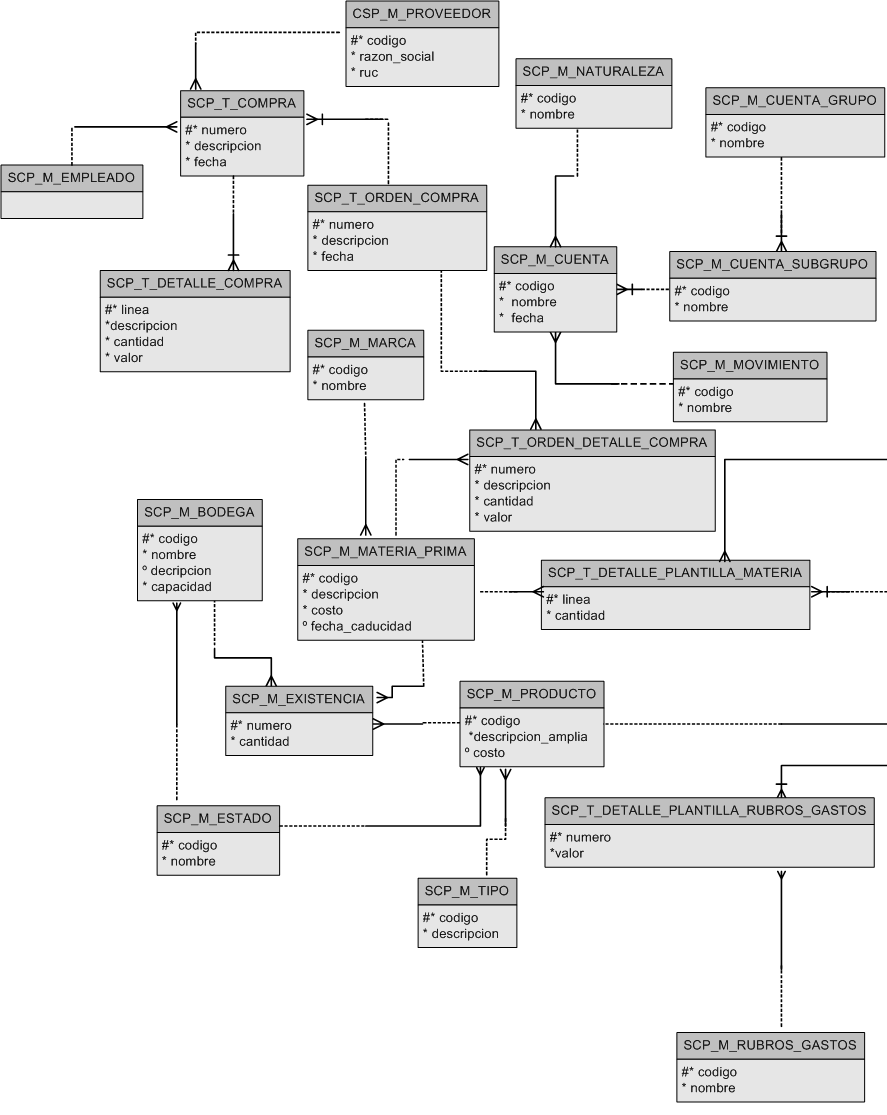 CSP_M_PROVEEDOR
#* codigo
* razon_social
* ruc
SCP_M_NATURALEZA
#* codigo
* nombre
SCP_M_CUENTA_GRUPO
#* codigo
* nombre
SCP_T_COMPRA
#* numero
* descripcion
* fecha
SCP_M_EMPLEADO
SCP_T_ORDEN_COMPRA
#* numero
* descripcion
* fecha
SCP_M_CUENTA
#* codigo
* nombre
* fecha
SCP_M_CUENTA_SUBGRUPO
#* codigo
* nombre
SCP_T_DETALLE_COMPRA
#* linea
*descripcion
* cantidad
* valor
SCP_M_MARCA
#* codigo
* nombre
SCP_M_MOVIMIENTO
#* codigo
* nombre
SCP_T_ORDEN_DETALLE_COMPRA
#* numero
* descripcion
* cantidad
* valor
SCP_M_BODEGA
#* codigo
* nombre
º decripcion
* capacidad
SCP_M_MATERIA_PRIMA
#* codigo
* descripcion
* costo
º fecha_caducidad
SCP_T_DETALLE_PLANTILLA_MATERIA
#* linea
* cantidad
SCP_M_EXISTENCIA
#* numero
* cantidad
SCP_M_PRODUCTO
#* codigo
*descripcion_amplia
º costo
SCP_M_ESTADO
#* codigo
* nombre
SCP_T_DETALLE_PLANTILLA_RUBROS_GASTOS
#* numero
*valor
SCP_M_TIPO
#* codigo
* descripcion
SCP_M_RUBROS_GASTOS
#* codigo
* nombre